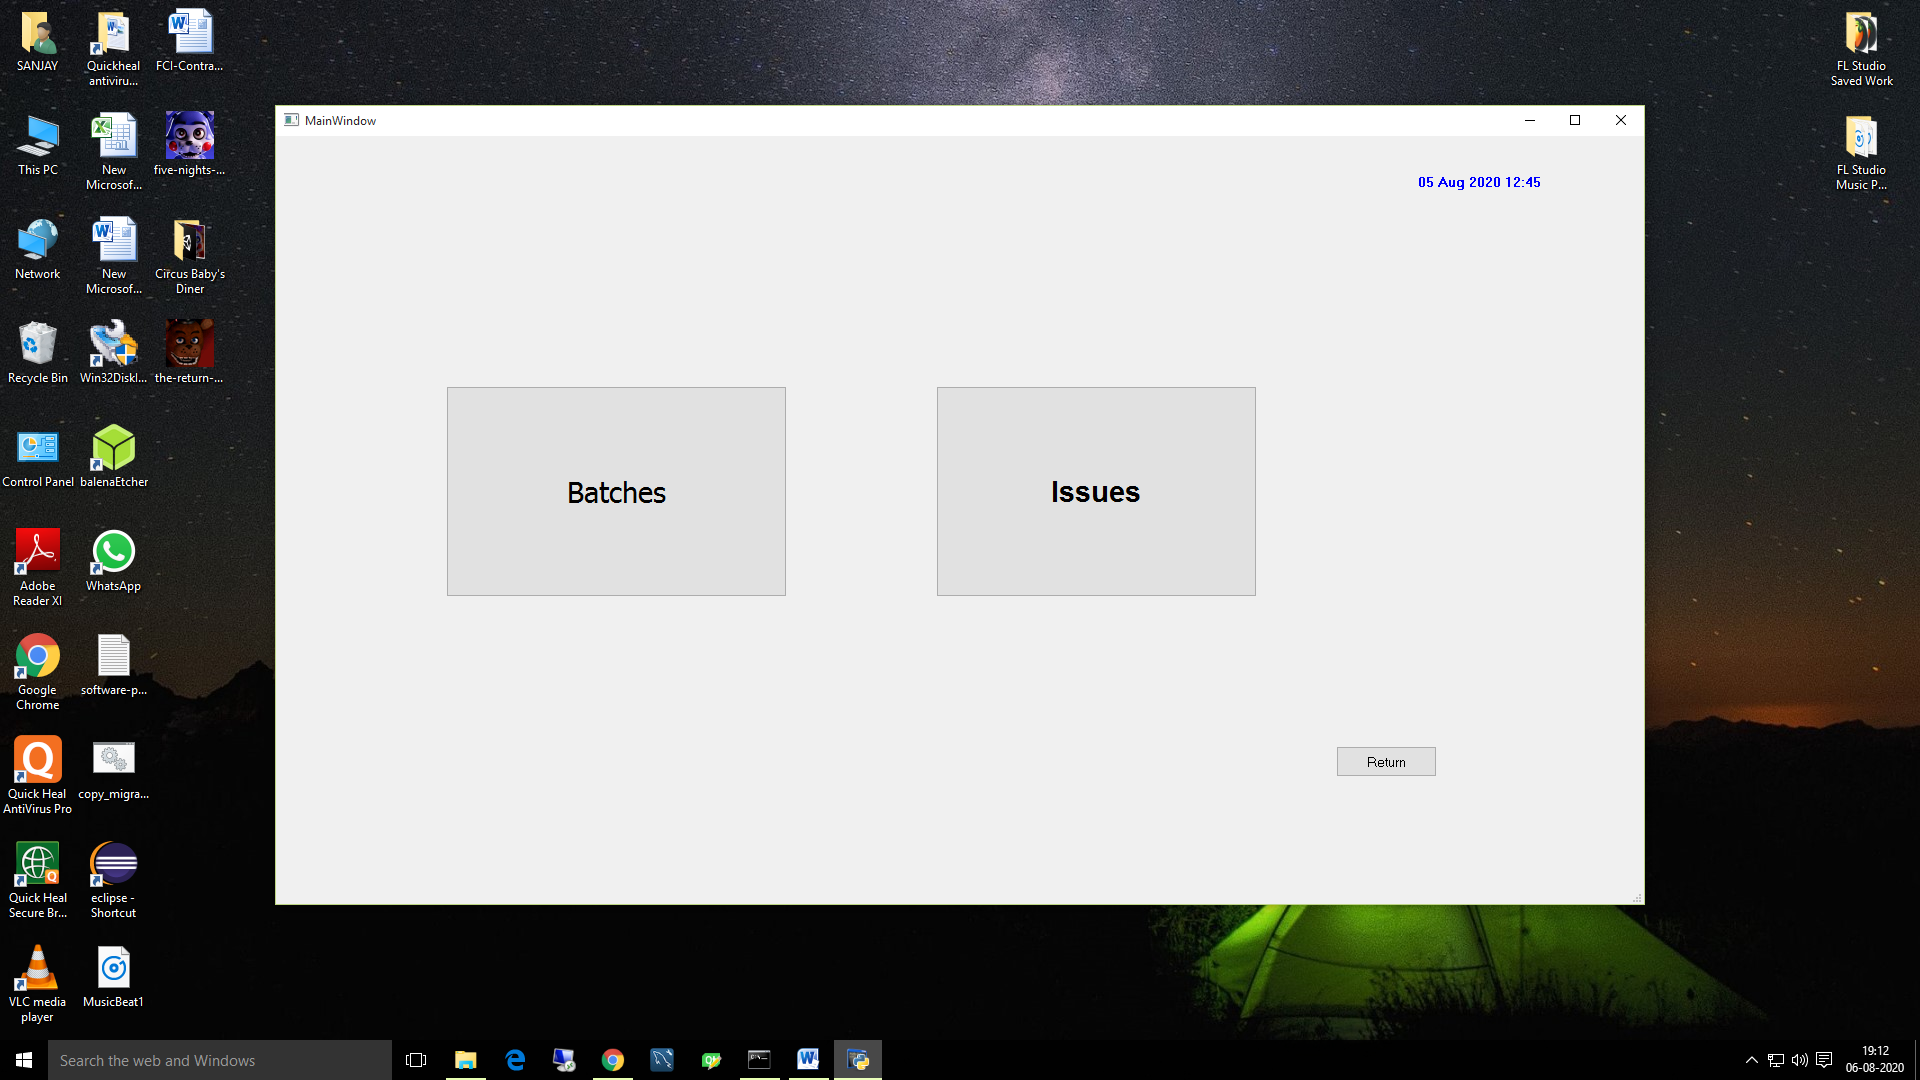 SANJAY
Quickheal
antiviru...
FCI-Contra...
FL Studio
Saved Work
This PC
New
Microsof...
five-nights-...
FL Studio
Music P...
Network
New
Microsof...
Circus Baby's
Diner
Recycle Bin
Win32DiskI...
the-return-...
Control Panel
balenaEtcher
Adobe
Reader XI
WhatsApp
Google
Chrome
software-p...
Quick Heal
AntiVirus Pro
copy_migra...
Quick Heal
Secure Br...
eclipse -
Shortcut
VLC media
player
MusicBeat1
MainWindow
05 Aug 2020 12:45
Batches
Issues
Return
Search the web and Windows
19:12
06-08-2020